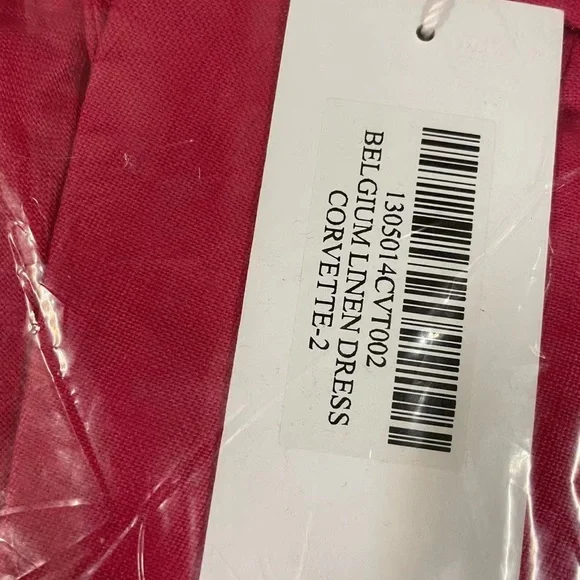 1305014CVT002
BELGIUM LINEN DRESS
CORVETTE-2